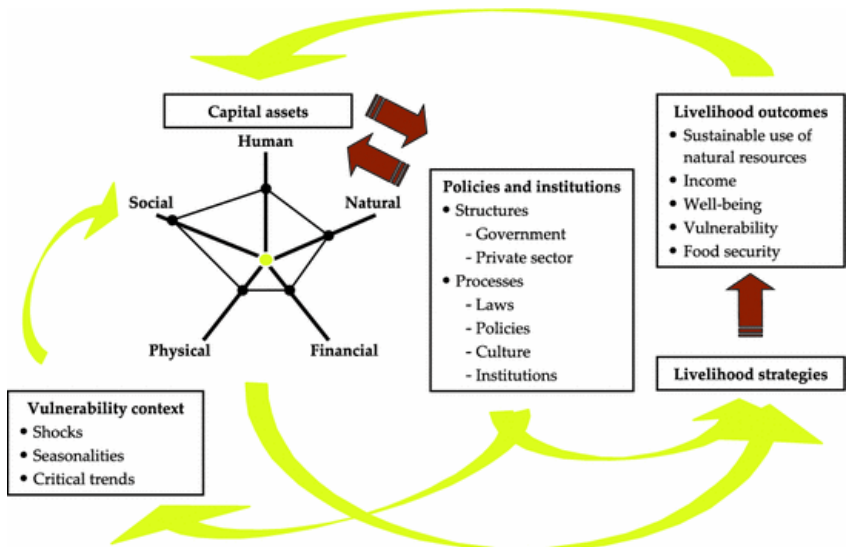 Capital assets
Human
Social
Natural
Physical
Financial
Vulnerability context
• Shocks
• Seasonalities
• Critical trends
Policies and institutions
• Structures
- Government
- Private sector
• Processes
- Laws
- Policies
- Culture
- Institutions
Livelihood outcomes
• Sustainable use of
natural resources
• Income
• Well-being
• Vulnerability
• Food security
Livelihood strategies